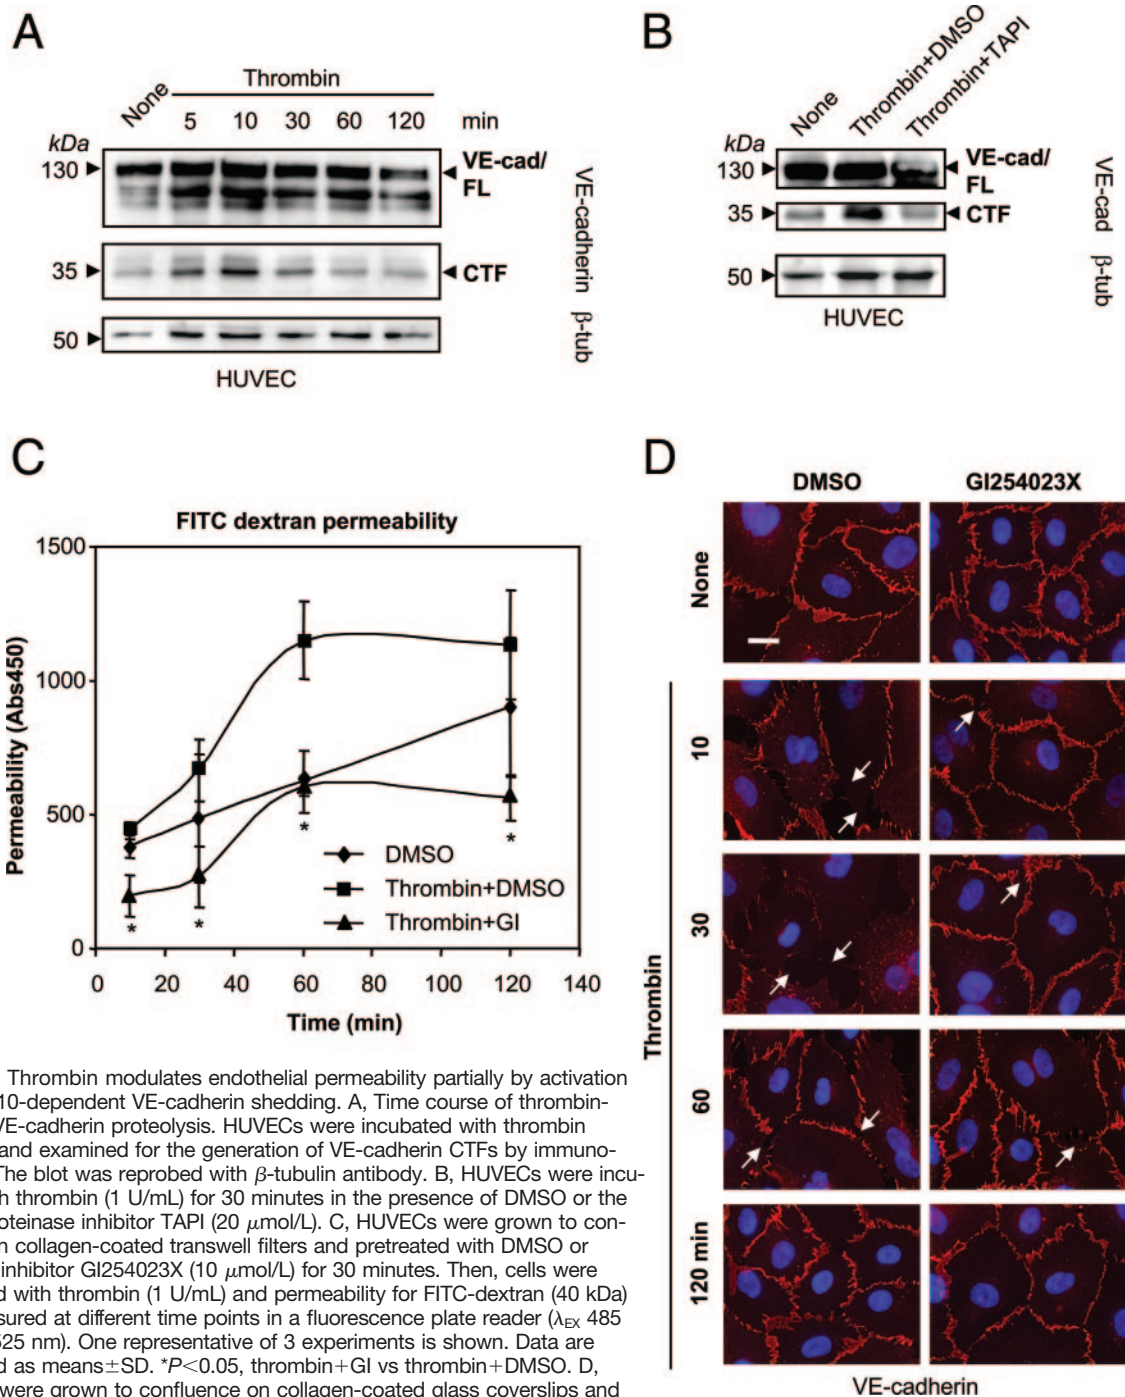 A
Thrombin
None 5 10 30 60 120 min
kDa
130
VE-cad/
FL
35
CTF
50
VE-cadherin
β-tub
HUVEC
B
None Thrombin+DMSO Thrombin+TAPI
kDa
130
VE-cad/
FL
35
CTF
50
VE-cad
β-tub
HUVEC
C
FITC dextran permeability
Permeability (Abs450)
1500
1000
500
0
* * * *
DMSO
Thrombin+DMSO
Thrombin+GI
0 20 40 60 80 100 120 140
Time (min)
D
DMSO GI254023X
None
Thrombin
10
30
60
120 min
VE-cadherin
Thrombin modulates endothelial permeability partially by activation
10-dependent VE-cadherin shedding. A, Time course of thrombin-
VE-cadherin proteolysis. HUVECs were incubated with thrombin
and examined for the generation of VE-cadherin CTFs by immuno-
The blot was reprobed with β-tubulin antibody. B, HUVECs were incu-
h thrombin (1 U/mL) for 30 minutes in the presence of DMSO or the
oteinase inhibitor TAPI (20 μmol/L). C, HUVECs were grown to con-
n collagen-coated transwell filters and pretreated with DMSO or
inhibitor GI254023X (10 μmol/L) for 30 minutes. Then, cells were
d with thrombin (1 U/mL) and permeability for FITC-dextran (40 kDa)
sured at different time points in a fluorescence plate reader (λEX 485
525 nm). One representative of 3 experiments is shown. Data are
d as means±SD. *P<0.05, thrombin+GI vs thrombin+DMSO. D,
were grown to confluence on collagen-coated glass coverslips and